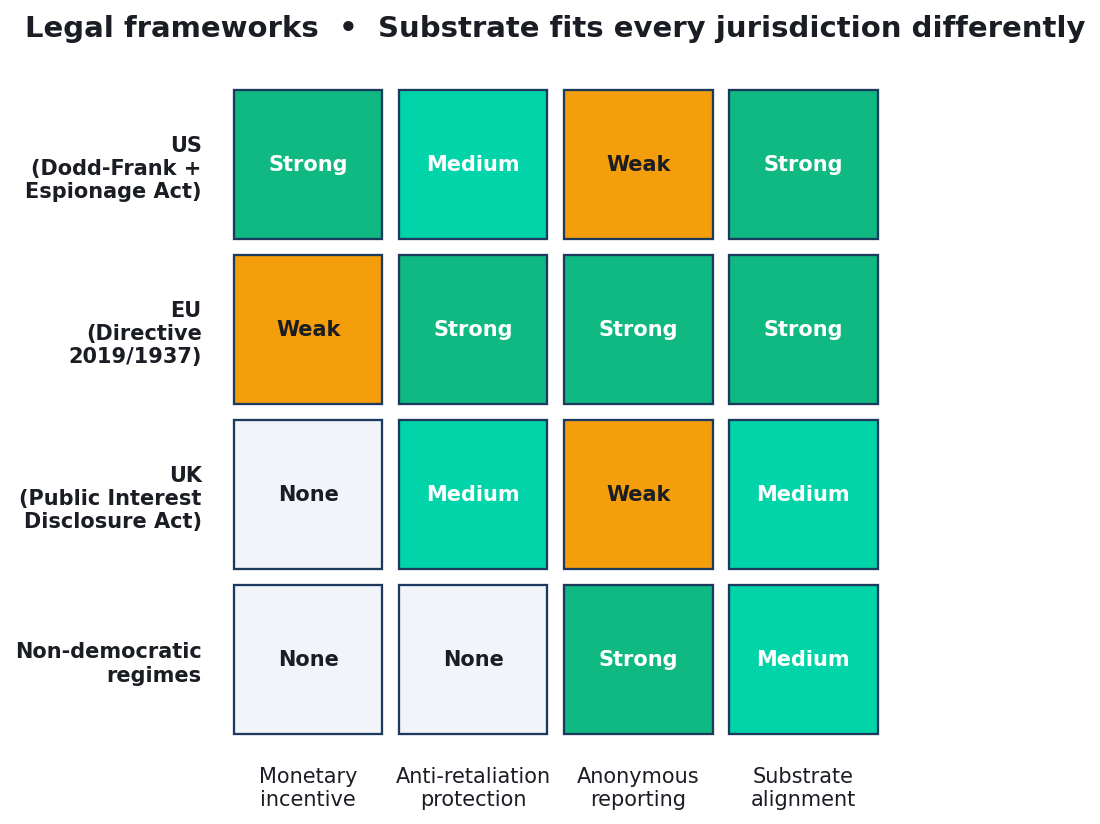 Legal frameworks • Substrate fits every jurisdiction differently
US
(Dodd-Frank +
Espionage Act)
Strong
Medium
Weak
Strong
EU
(Directive
2019/1937)
Weak
Strong
Strong
Strong
UK
(Public Interest
Disclosure Act)
None
Medium
Weak
Medium
Non-democratic
regimes
None
None
Strong
Medium
Monetary
incentive
Anti-retaliation
protection
Anonymous
reporting
Substrate
alignment